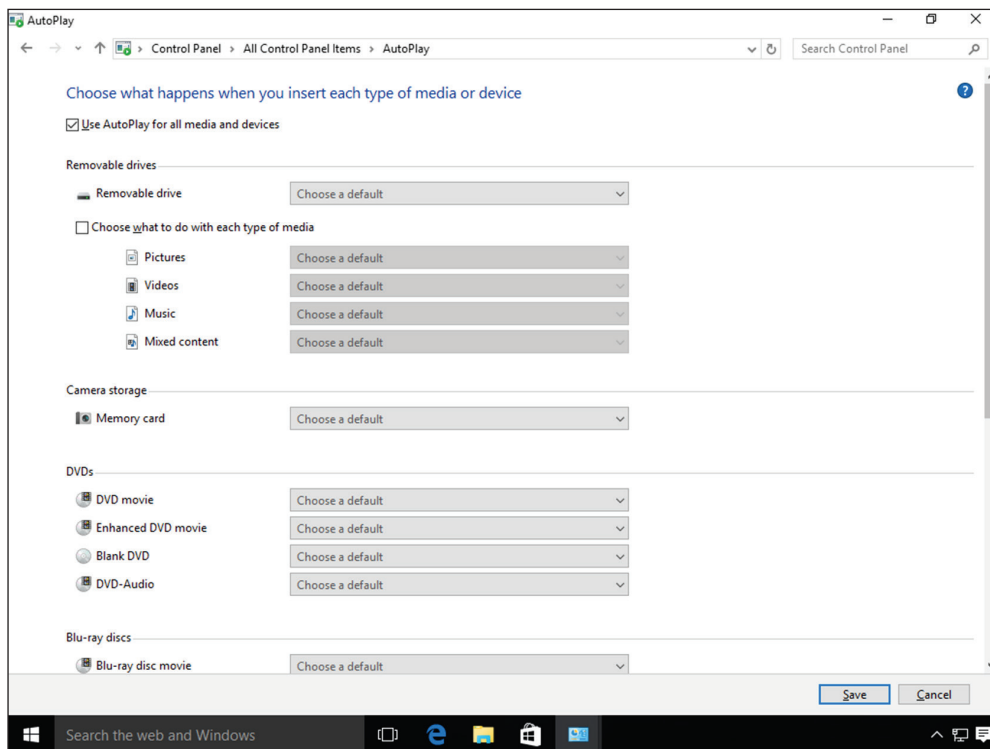 AutoPlay
Control Panel > All Control Panel Items > AutoPlay
Search Control Panel
Choose what happens when you insert each type of media or device
Use AutoPlay for all media and devices
Removable drives
Removable drive Choose a default
Choose what to do with each type of media
Pictures Choose a default
Videos Choose a default
Music Choose a default
Mixed content Choose a default
Camera storage
Memory card Choose a default
DVDs
DVD movie Choose a default
Enhanced DVD movie Choose a default
Blank DVD Choose a default
DVD-Audio Choose a default
Blu-ray discs
Blu-ray disc movie Choose a default
Save Cancel
Search the web and Windows